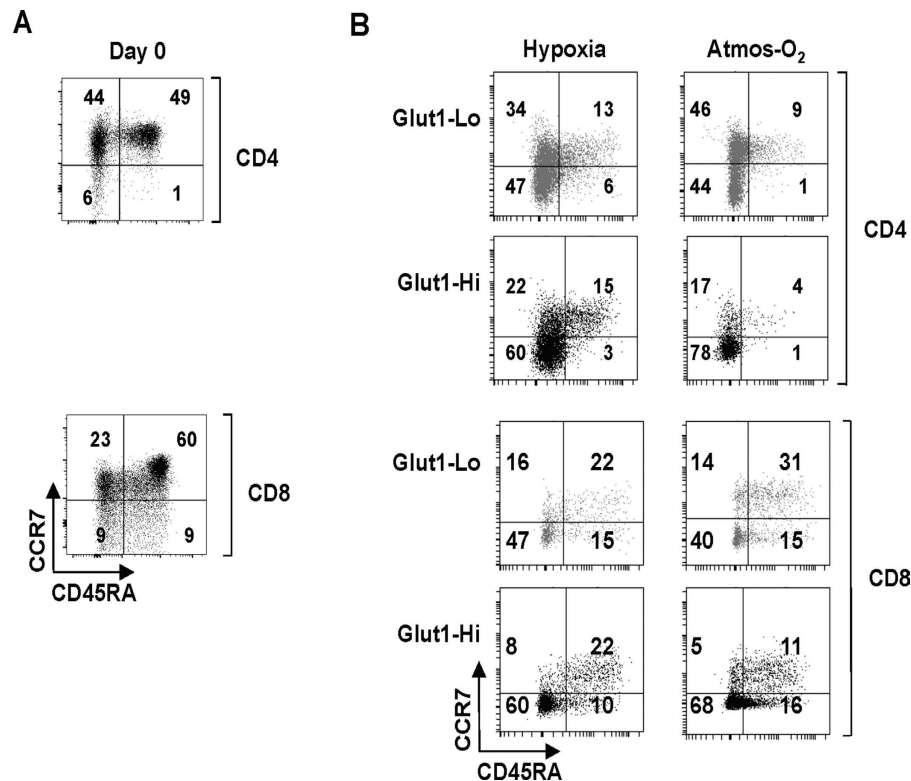 A
Day 0
44 49
6 1
CD4
23 60
9 9
CD8
CCR7
CD45RA
B
Hypoxia Atmos-O₂
Glut1-Lo
34 13
47 6
46 9
44 1
Glut1-Hi
22 15
60 3
17 4
78 1
CD4
Glut1-Lo
16 22
47 15
14 31
40 15
Glut1-Hi
8 22
60 10
5 11
68 16
CD8
CCR7
CD45RA